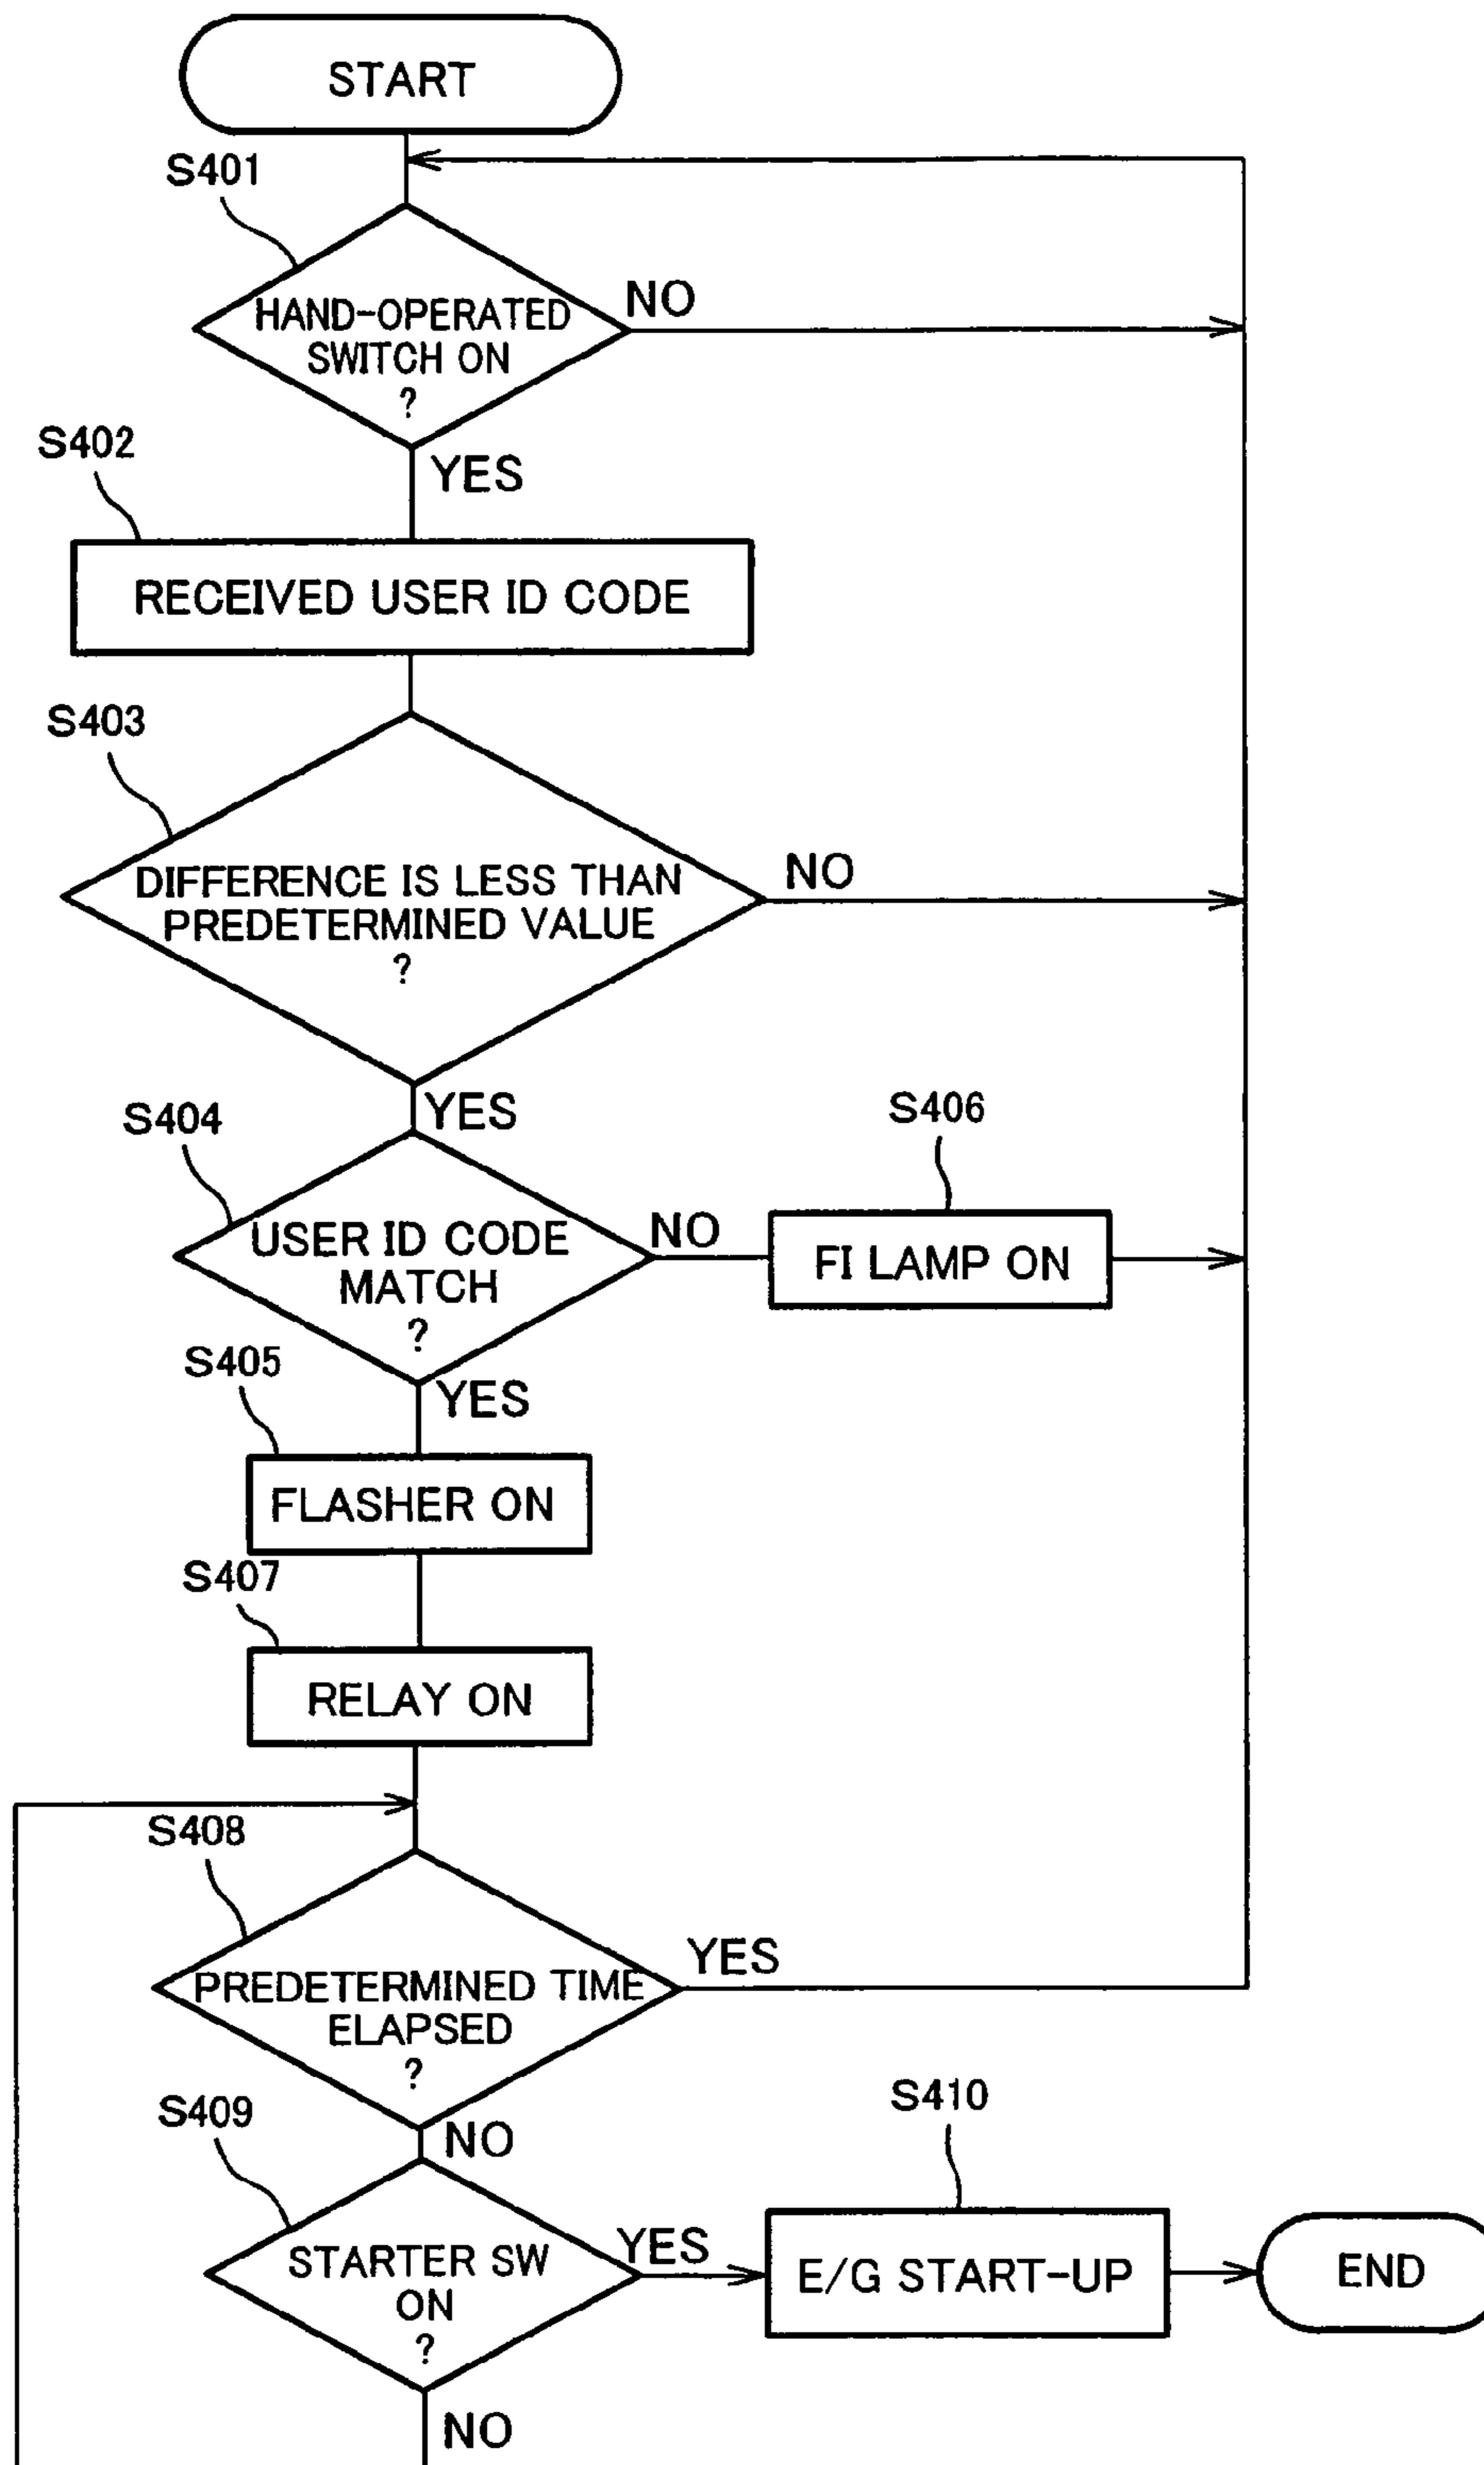 START
S401
HAND-OPERATED
SWITCH ON
?
NO
YES
S402
RECEIVED USER ID CODE
S403
DIFFERENCE IS LESS THAN
PREDETERMINED VALUE
?
NO
YES
S404
USER ID CODE
MATCH
?
NO
S406
FI LAMP ON
YES
S405
FLASHER ON
S407
RELAY ON
S408
PREDETERMINED TIME
ELAPSED
?
YES
NO
S409
STARTER SW
ON
?
YES
S410
E/G START-UP
END
NO